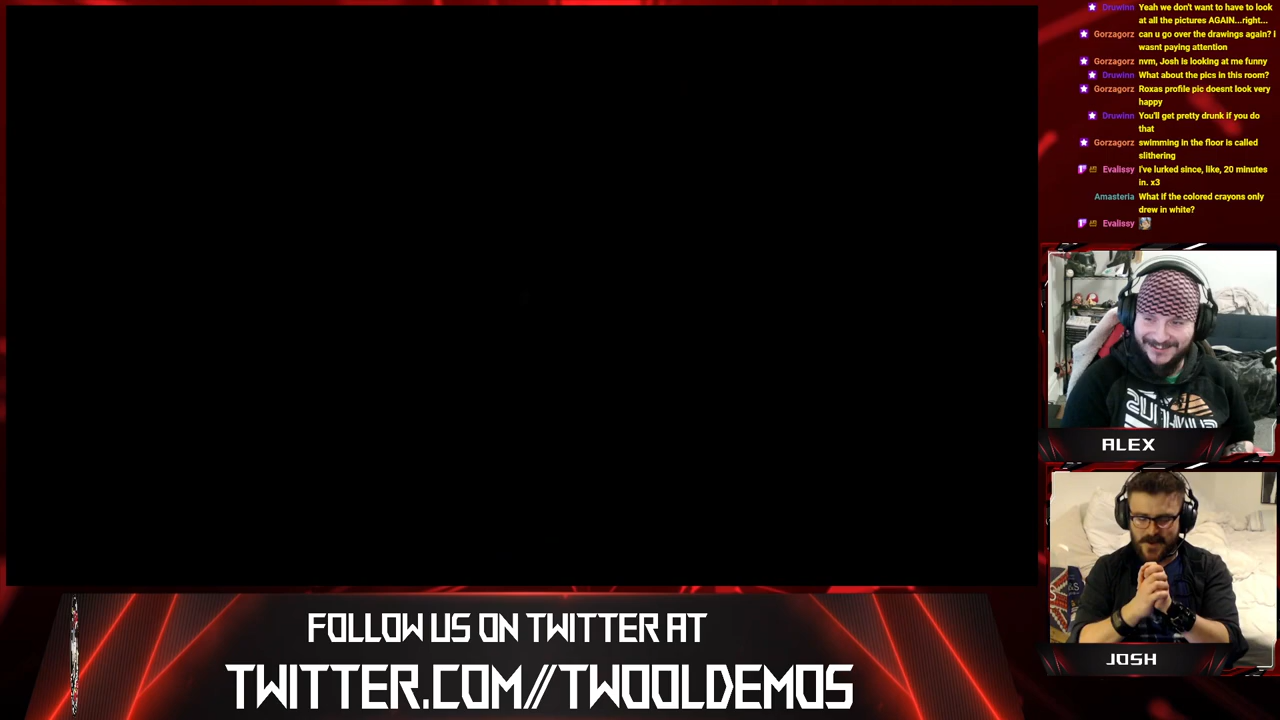 Druwinn Yeah we don't want to have to look
at all the pictures AGAIN...right...
Gorzagorz can u go over the drawings again? I
wasnt paying attention
Gorzagorz nvm, Josh is looking at me funny
Druwinn What about the pics in this room?
Gorzagorz Roxas profile pic doesnt look very
happy
Druwinn You'll get pretty drunk if you do
that
Gorzagorz swimming in the floor is called
slithering
Evalissy I've lurked since, like, 20 minutes
in. x3
Amasteria What if the colored crayons only
drew in white?
Evalissy
ALEX
JOSH
FOLLOW US ON TWITTER AT
TWITTER.COM//TWOOLDEMOS